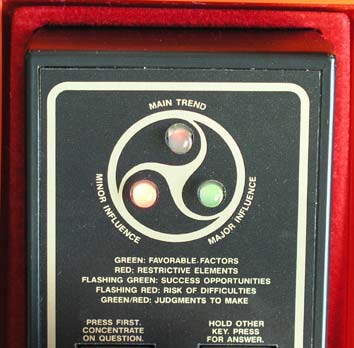 MAIN TREND
MINOR INFLUENCE
MAJOR INFLUENCE
GREEN: FAVORABLE FACTORS
RED: RESTRICTIVE ELEMENTS
FLASHING GREEN: SUCCESS OPPORTUNITIES
FLASHING RED: RISK OF DIFFICULTIES
GREEN/RED: JUDGMENTS TO MAKE
PRESS FIRST.
CONCENTRATE
ON QUESTION.
HOLD OTHER
KEY. PRESS
FOR ANSWER.